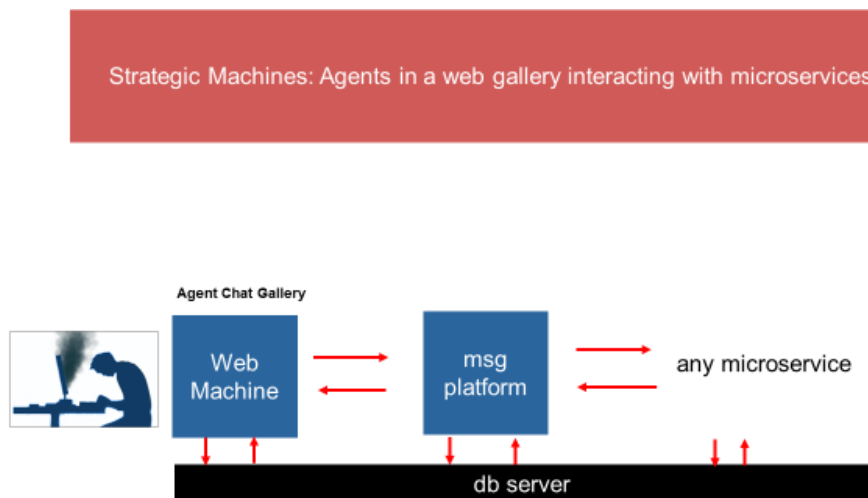 Strategic Machines: Agents in a web gallery interacting with microservices
Agent Chat Gallery
Web
Machine
msg
platform
any microservice
db server